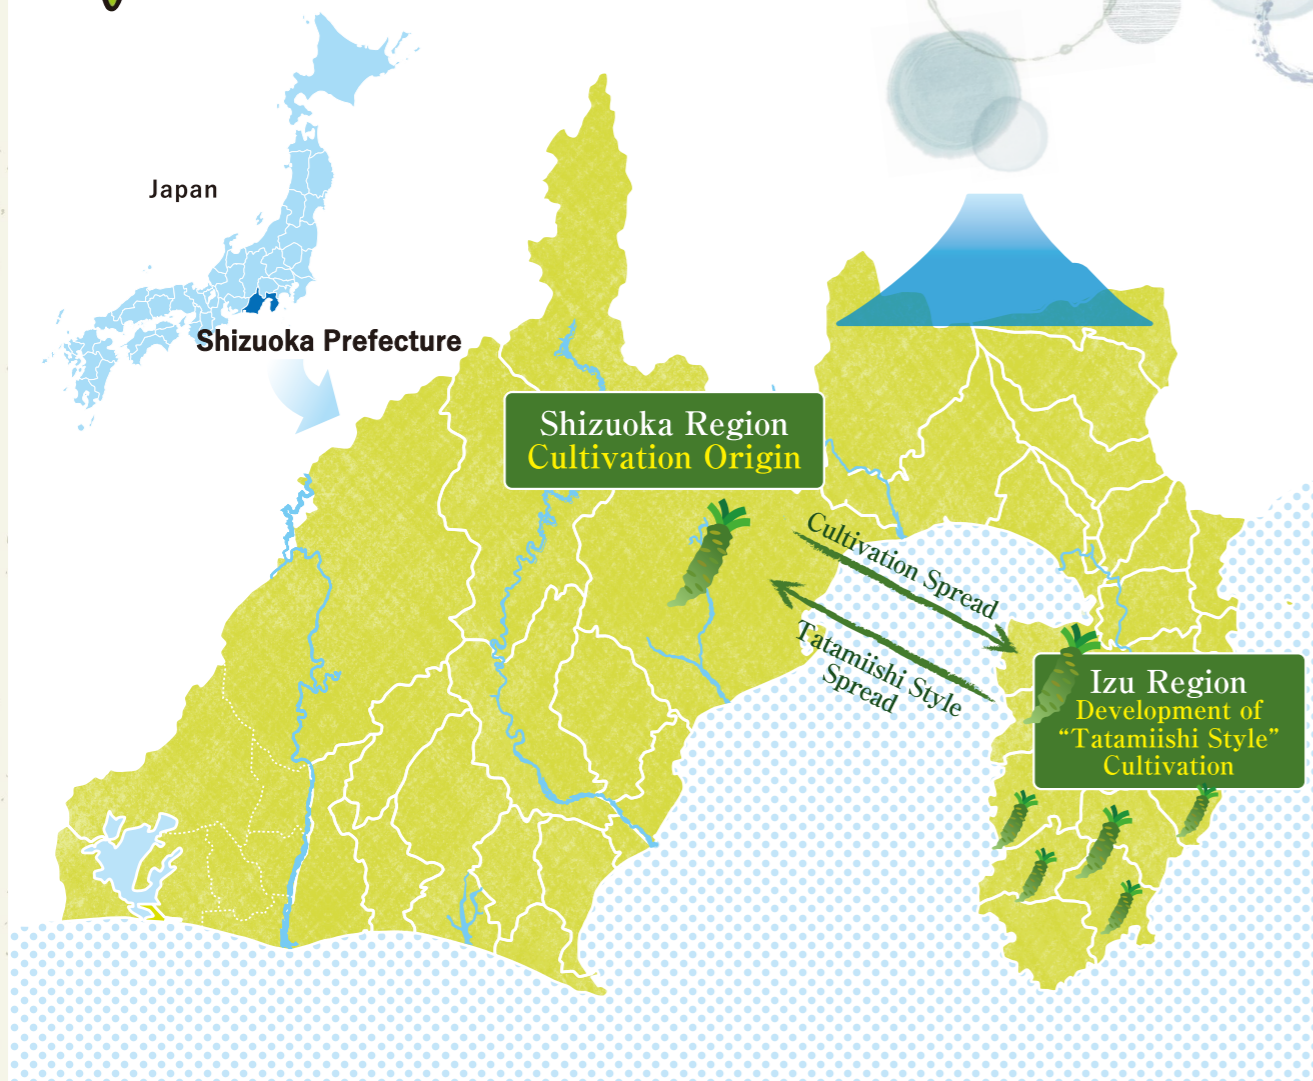 Japan
Shizuoka Prefecture
Shizuoka Region
Cultivation Origin
Cultivation Spread
Tatamiishi Style
Spread
Izu Region
Development of
“Tatamiishi Style”
Cultivation